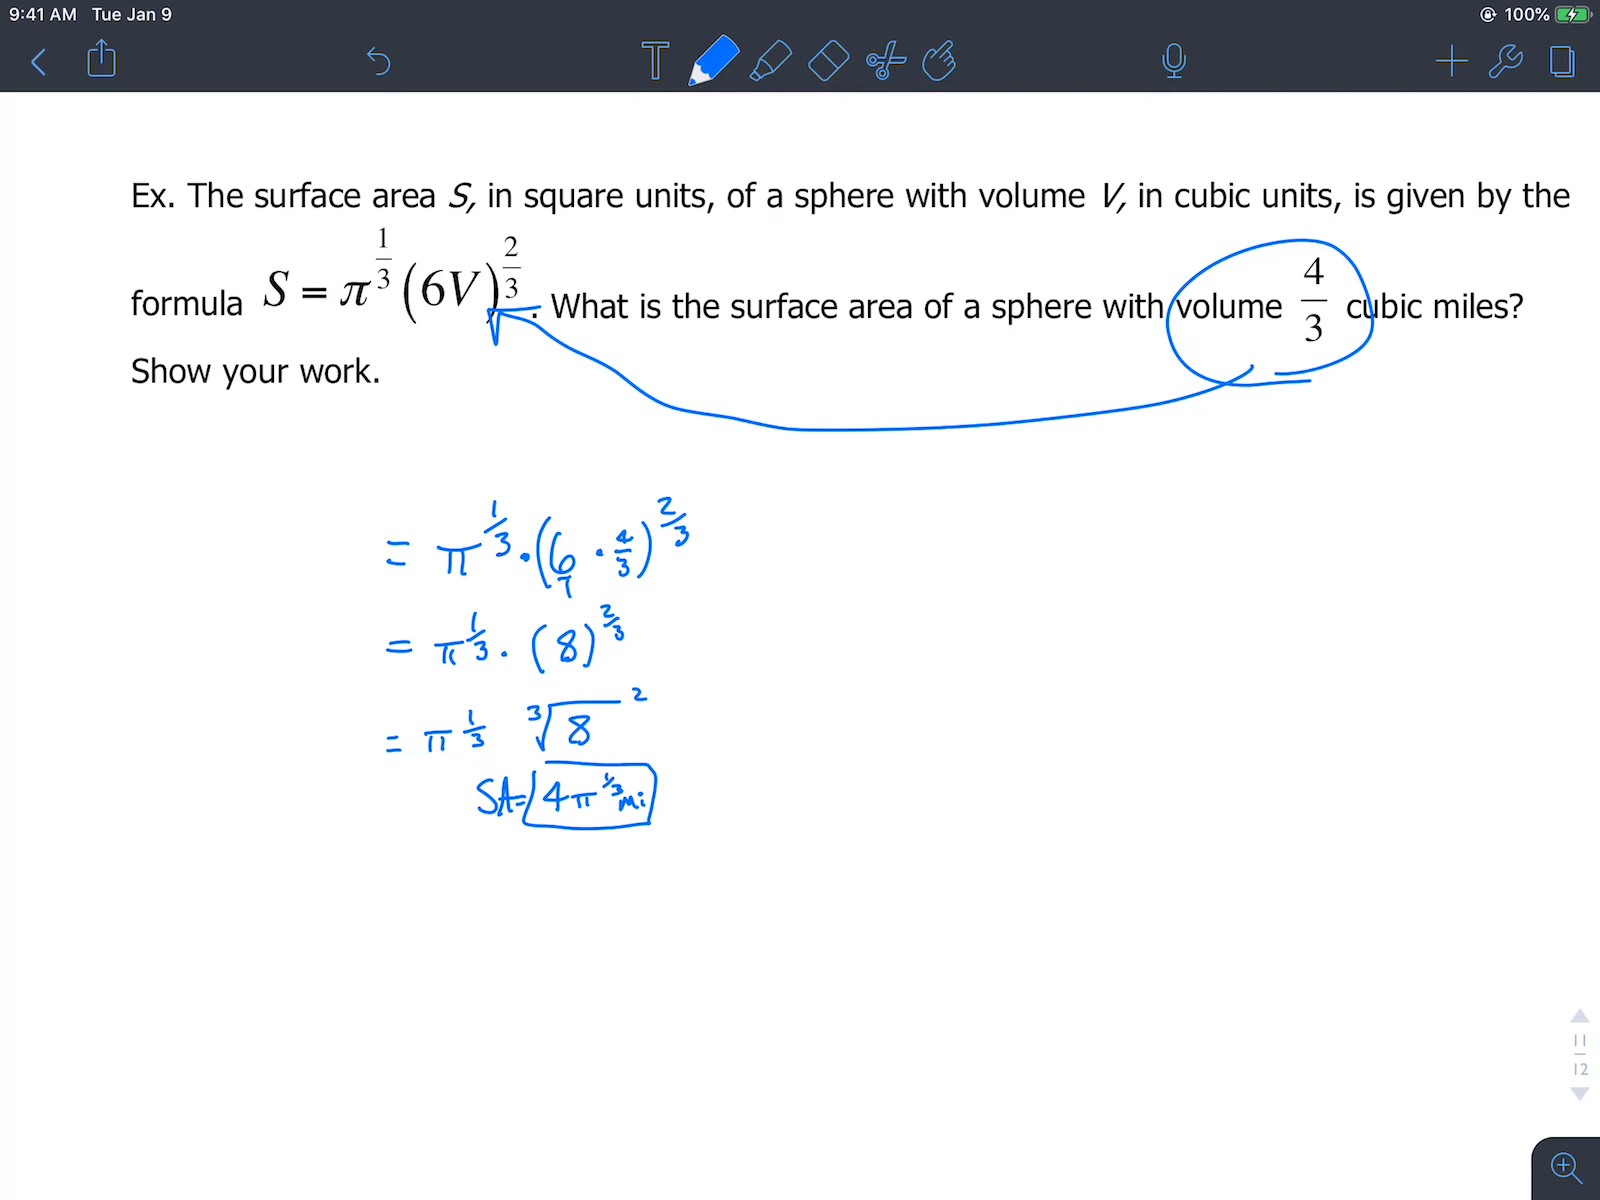 9:41 AM Tue Jan 9 100%
T
Ex. The surface area S, in square units, of a sphere with volume V, in cubic units, is given by the
formula S = π^(1/3) (6V)^(2/3). What is the surface area of a sphere with volume 4/3 cubic miles?
Show your work.
= π^(1/3) · (6/1 · 4/3)^(2/3)
= π^(1/3) · (8)^(2/3)
= π^(1/3) ∛8 ^2
SA = 4π^(1/3) mi
11
12